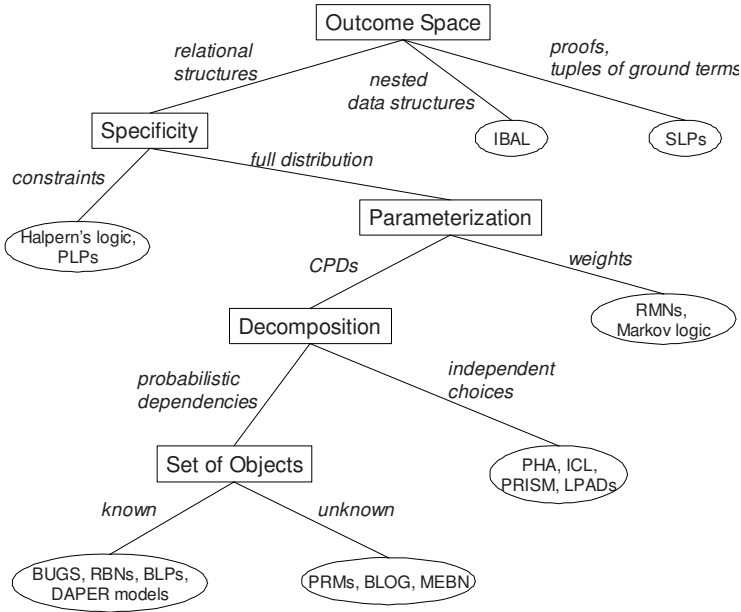 Outcome Space
relational
structures
nested
data structures
proofs,
tuples of ground terms
Specificity
IBAL
SLPs
constraints
full distribution
Halpern's logic,
PLPs
Parameterization
CPDs
weights
Decomposition
RMNs,
Markov logic
probabilistic
dependencies
independent
choices
Set of Objects
PHA, ICL,
PRISM, LPADs
known
unknown
BUGS, RBNs, BLPs,
DAPER models
PRMs, BLOG, MEBN